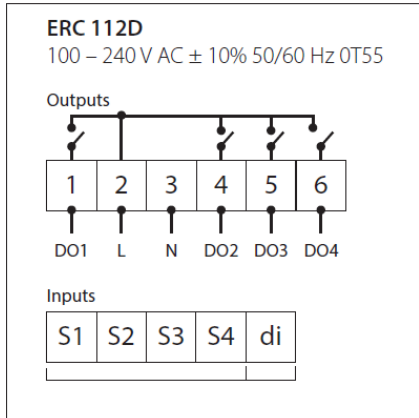 ERC 112D
100 – 240 V AC ± 10% 50/60 Hz 0T55
Outputs
1 2 3 4 5 6
DO1 L N DO2 DO3 DO4
Inputs
S1 S2 S3 S4 di